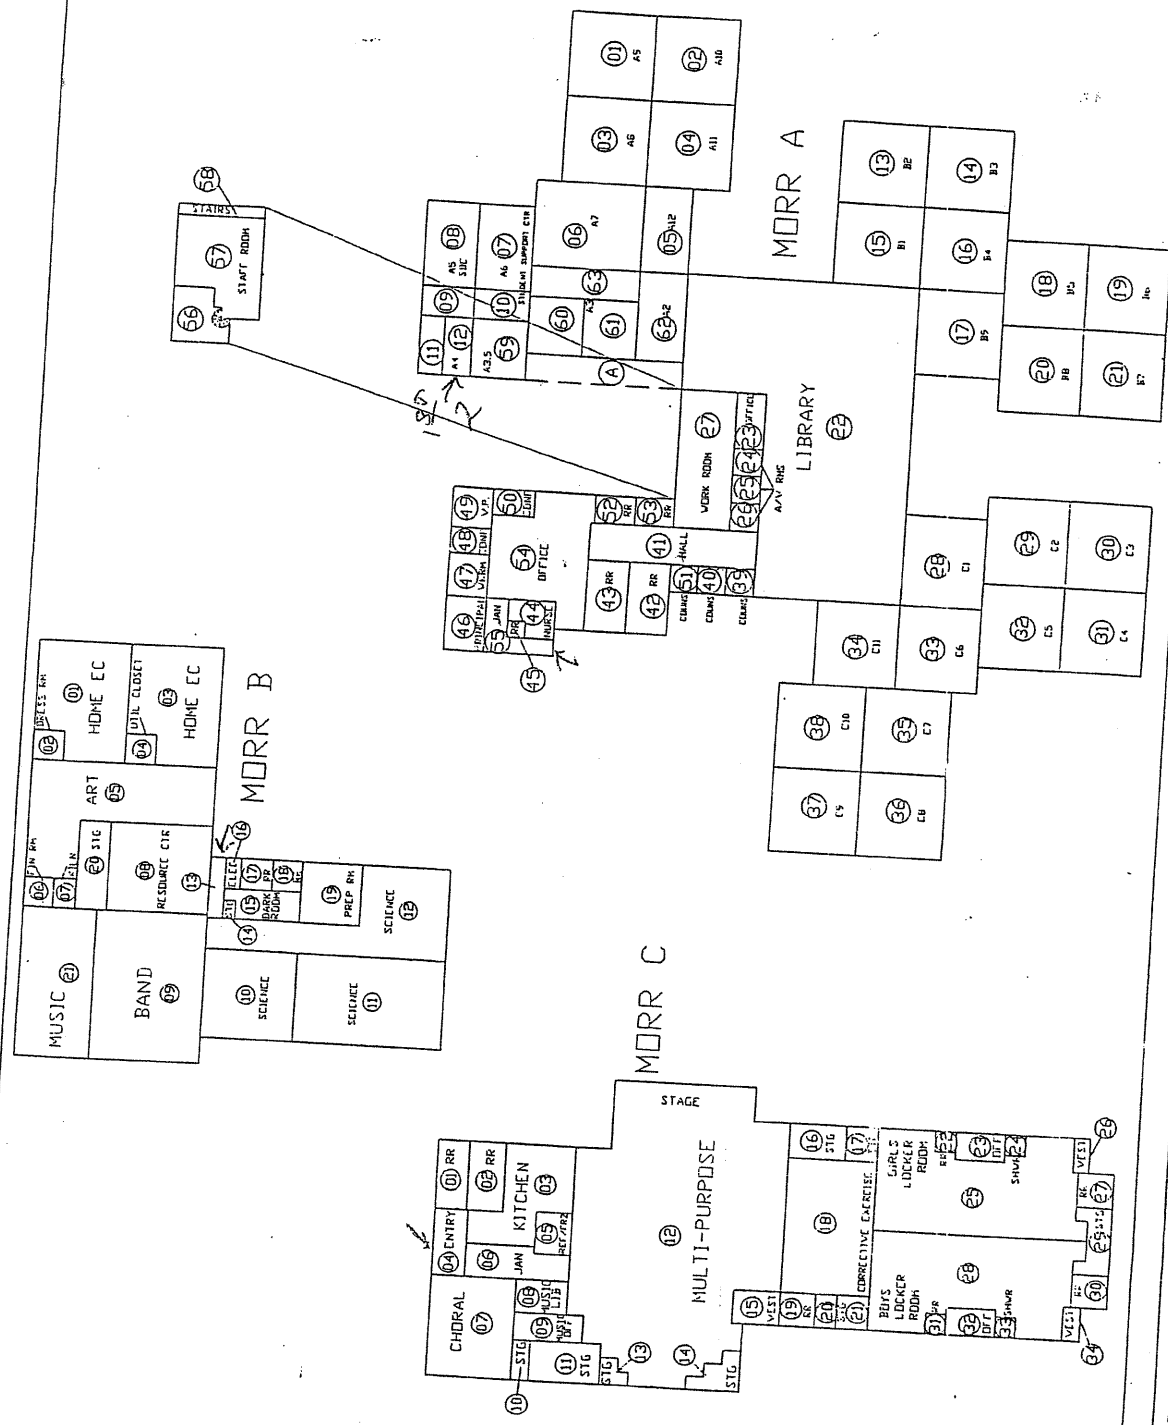 MORR A
01 A5
02 A10
03 A6
04 A11
06 A7
05 A12
A5 08
A6 07
STUDENT SUPPORT CTR
09
10
11
A4 12
A3.5 59
60 A3
61
62 A2
63
A
1ST
2
58
STAIRS
57
STAFF ROOM
56
13 B2
14 B3
15 B1
16 B4
17 B5
18
19
20
21 B7
LIBRARY
22
WORK ROOM 27
23 OFFICE
24
25
26
A/V RMS
49 V.P.
50
48
47
46
PRINCIPAL
54
OFFICE
55 JAN
RR
44
NURSE
45
52 RR
53 RR
41
HALL
43 RR
42 RR
51 COUNS
40 COUNS
39 COUNS
28 C1
29 C2
30 C3
31 C4
32 C5
33 C6
34 C11
35 C7
36 C8
37 C9
38 C10
MORR B
DRESS RM
02
01
HOME EC
UTIL CLOSET
04
03
HOME EC
ART
05
06
KILN
07
20 STG
08
RESOURCE CTR
MUSIC 21
BAND
09
13
16
ELEC
17 RR
18
STG
14
15
DARK ROOM
19
PREP RM
SCIENCE
12
10
SCIENCE
SCIENCE 11
MORR C
STAGE
01 RR
02 RR
KITCHEN
03
04 ENTRY
05
06
JAN
CHORAL
07
08
MUSIC LIB
09
MUSIC OFF
STG
10
11 STG
STG
13
14
STG
MULTI-PURPOSE
12
15 VEST
16 STG
17
18
CORRECTIVE EXERCISE
19 RR
20
21
GIRLS LOCKER ROOM
22
23 OFF
24
SHWR
25
VEST
26
27
BOYS LOCKER ROOM
28
29
30
31
32 OFF
33
SHWR
VEST
34